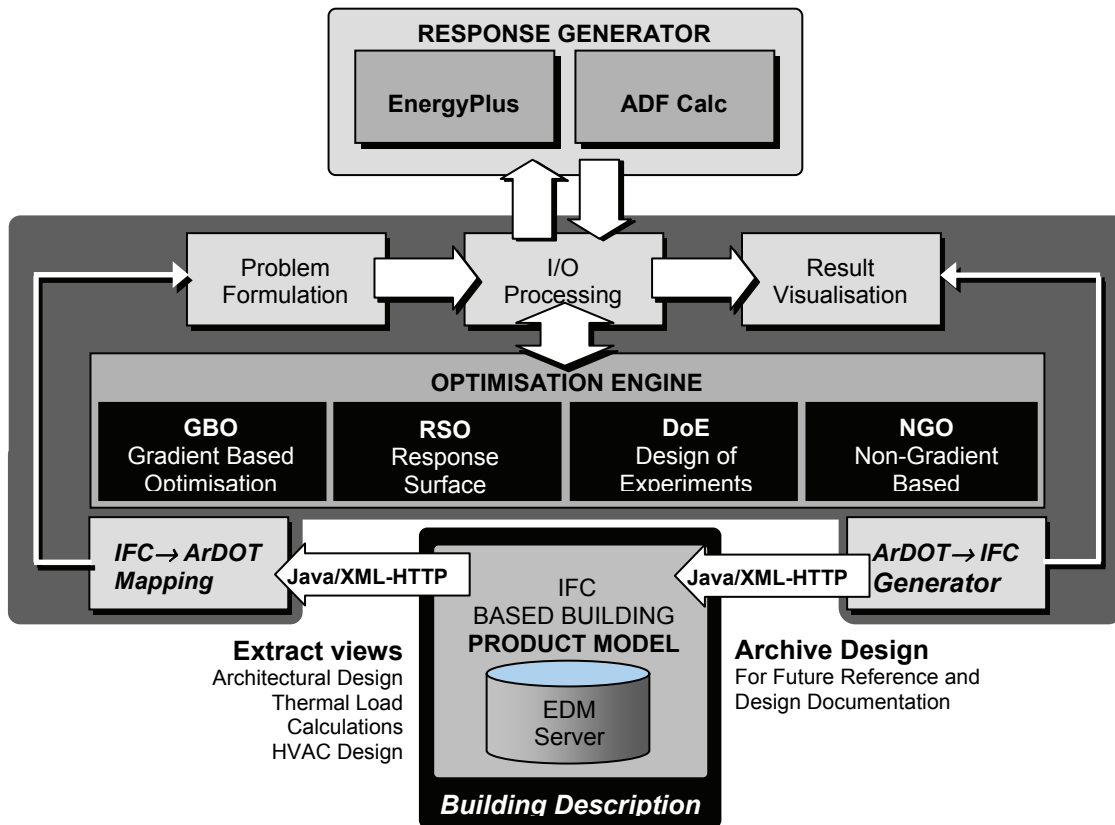 RESPONSE GENERATOR
EnergyPlus
ADF Calc
Problem
Formulation
I/O
Processing
Result
Visualisation
OPTIMISATION ENGINE
GBO
Gradient Based
Optimisation
RSO
Response
Surface
DoE
Design of
Experiments
NGO
Non-Gradient
Based
IFC→ ArDOT
Mapping
Java/XML-HTTP
IFC
BASED BUILDING
PRODUCT MODEL
EDM
Server
Building Description
Java/XML-HTTP
ArDOT→ IFC
Generator
Extract views
Architectural Design
Thermal Load
Calculations
HVAC Design
Archive Design
For Future Reference and
Design Documentation